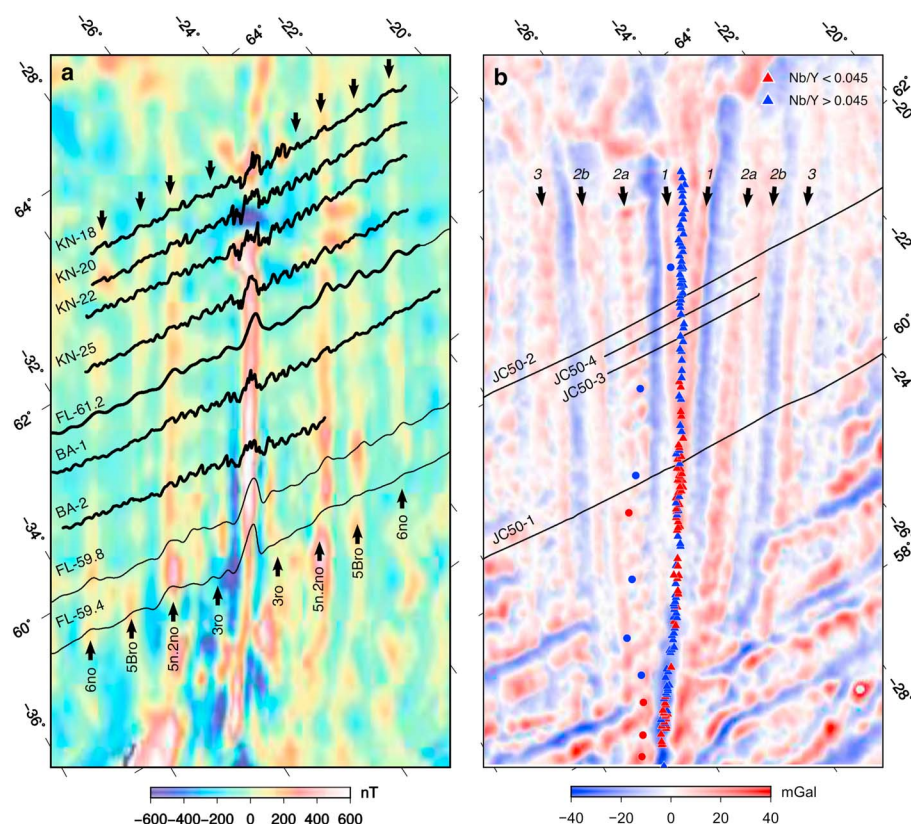 -26° -24° 64° -22° -20°
-28°
64°
-32°
62°
-34°
60°
-36°
a
KN-18
KN-20
KN-22
KN-25
FL-61.2
BA-1
BA-2
FL-59.8
FL-59.4
6no
5Bro
5n.2no
3ro
3ro
5n.2no
5Bro
6no
nT
-600 -400 -200 0 200 400 600
-26° -24° 64° -22° -20°
62°
-20
-22
60°
-24
-26
58°
-28
b
Nb/Y < 0.045
Nb/Y > 0.045
3 2b 2a 1 1 2a 2b 3
JC50-2
JC50-4
JC50-3
JC50-1
mGal
-40 -20 0 20 40